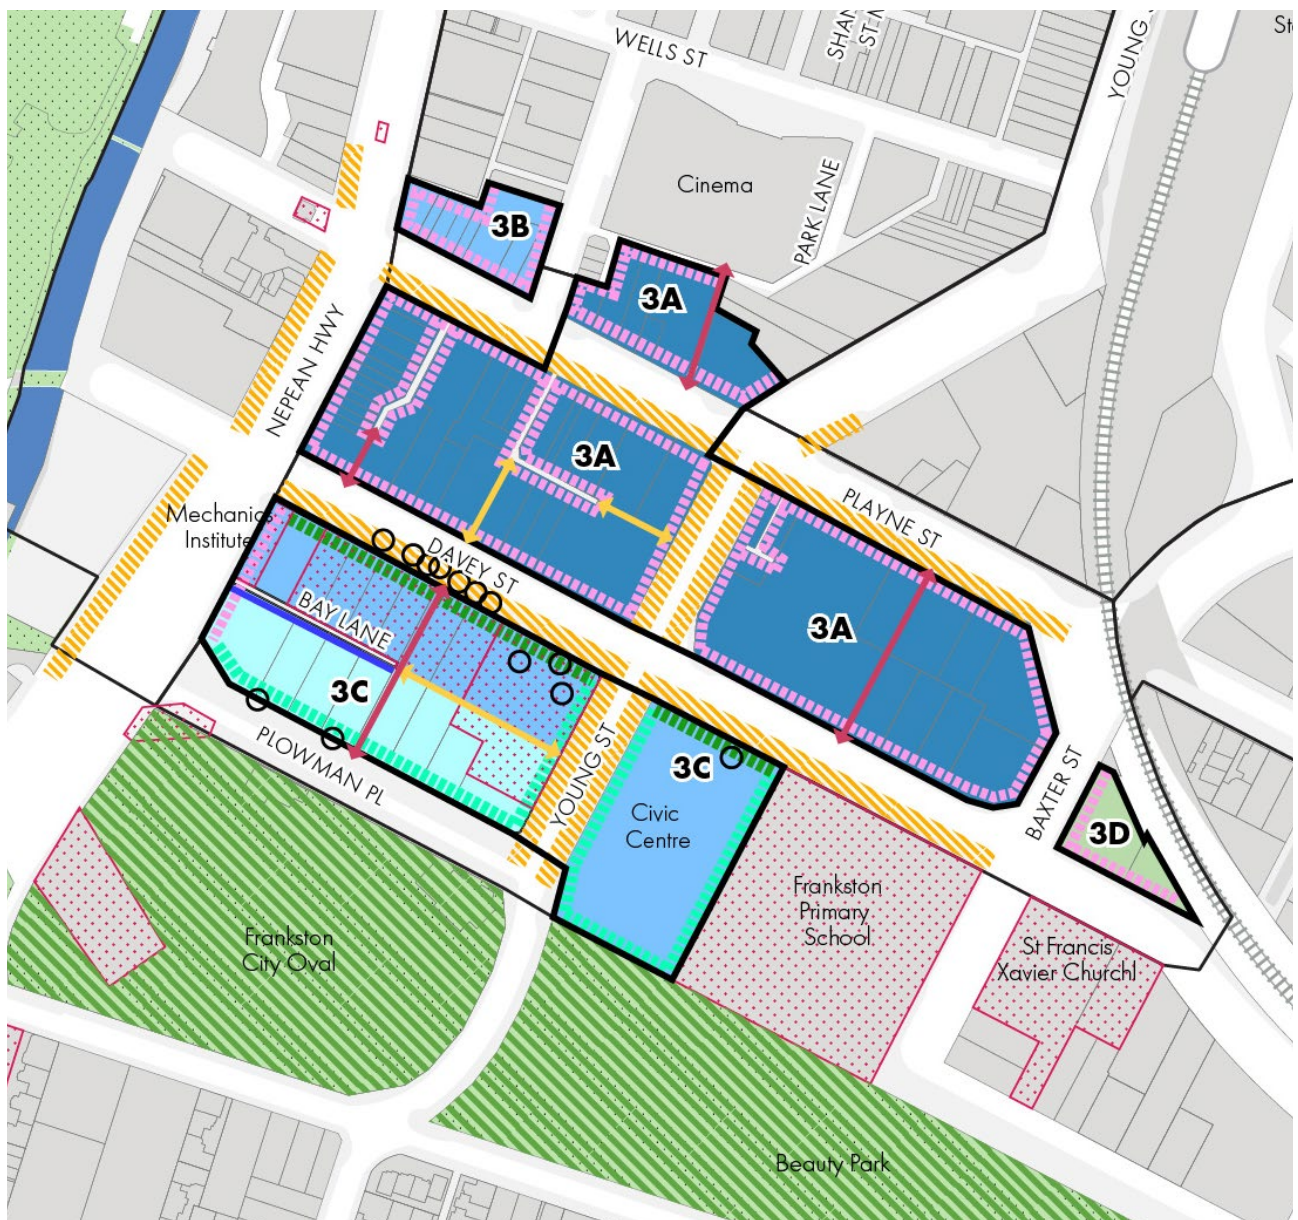 WELLS ST
YOUNG
Cinema
PARK LANE
3B
3A
NEPEAN HWY
3A
PLAYNE ST
Mechanics
Institute
DAVEY ST
BAY LANE
3A
3C
PLOWMAN PL
YOUNG ST
3C
Civic
Centre
BAXTER ST
3D
Frankston
Primary
School
Frankston
City Oval
St Francis
Xavier Churchl
Beauty Park